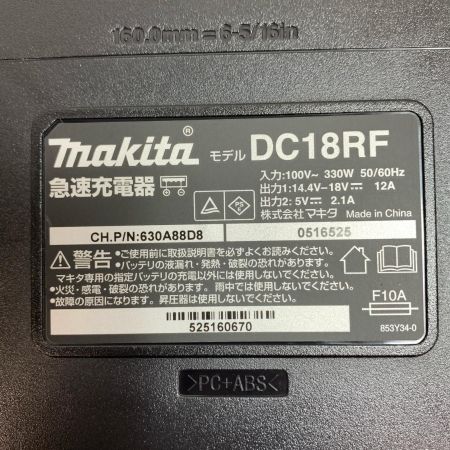 160.0mm=6-5/16in
makita® モデル DC18RF
急速充電器
入力:100V~ 330W 50/60Hz
出力1:14.4V-18V⎓ 12A
出力2: 5V⎓ 2.1A
株式会社マキタ Made in China
PS E
CH.P/N:630A88D8
0516525
警告
•ご使用前に取扱説明書を必ずよくお読みください。
•バッテリの液漏れ・発熱・破裂の恐れがあります。
マキタ専用の指定バッテリの充電以外には使用しないでください。
•火災・感電・破裂の恐れあり。雨中では使用しないでください。
•故障の原因になります。昇圧器は使用しないでください。
F10A
525160670
853Y34-0
>PC+ABS<